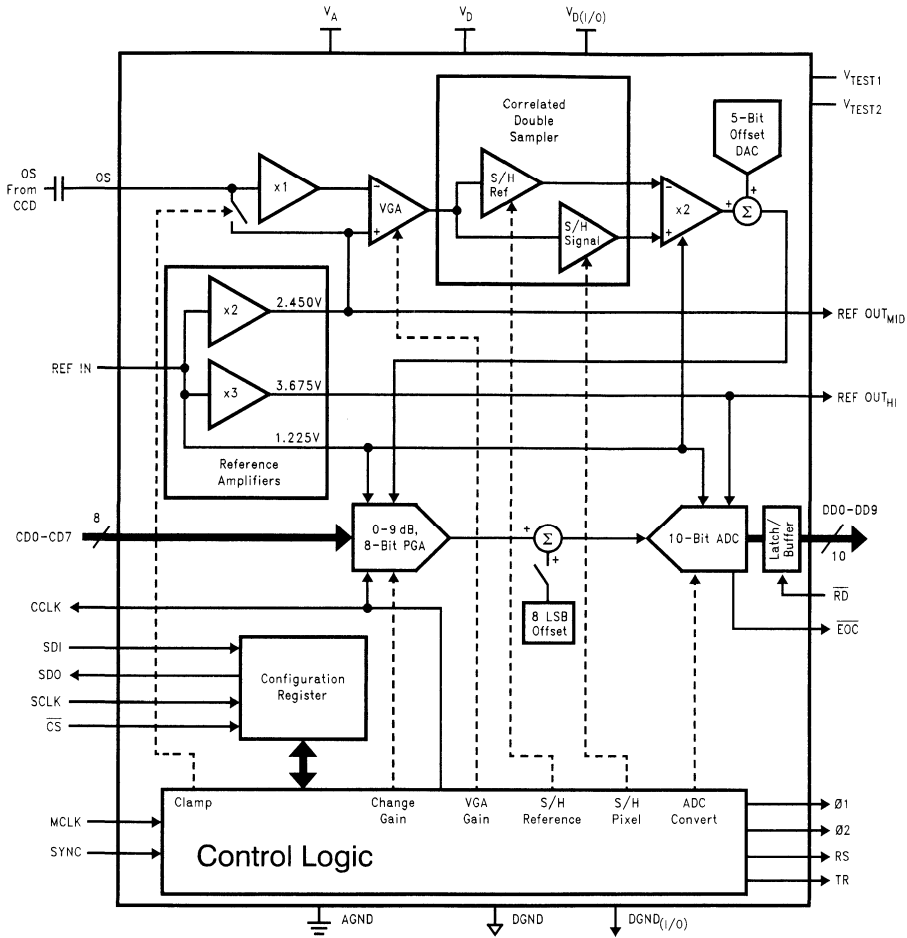 V_A
V_D
V_D(I/O)
V_TEST1
V_TEST2
Correlated
Double
Sampler
5-Bit
Offset
DAC
OS
From
CCD
OS
x1
−
VGA
+
S/H
Ref
S/H
Signal
−
x2
+
+
+
Σ
x2
2.450V
REF OUT_MID
REF IN
x3
3.675V
REF OUT_HI
1.225V
Reference
Amplifiers
CD0-CD7
8
0-9 dB,
8-Bit PGA
+
Σ
+
10-Bit ADC
Latch/
Buffer
DD0-DD9
10
8 LSB
Offset
R̅D̅
E̅O̅C̅
CCLK
SDI
SDO
SCLK
C̅S̅
Configuration
Register
Clamp
Change
Gain
VGA
Gain
S/H
Reference
S/H
Pixel
ADC
Convert
MCLK
SYNC
Control Logic
Ø1
Ø2
RS
TR
AGND
DGND
DGND(I/O)